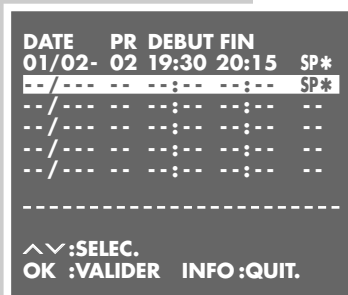 DATE PR DEBUT FIN
01/02- 02 19:30 20:15 SP*
--/--- -- --:-- --:-- SP*
--/--- -- --:-- --:-- --
--/--- -- --:-- --:-- --
--/--- -- --:-- --:-- --
--/--- -- --:-- --:-- --
--------------------------
:SELEC.
OK :VALIDER INFO :QUIT.